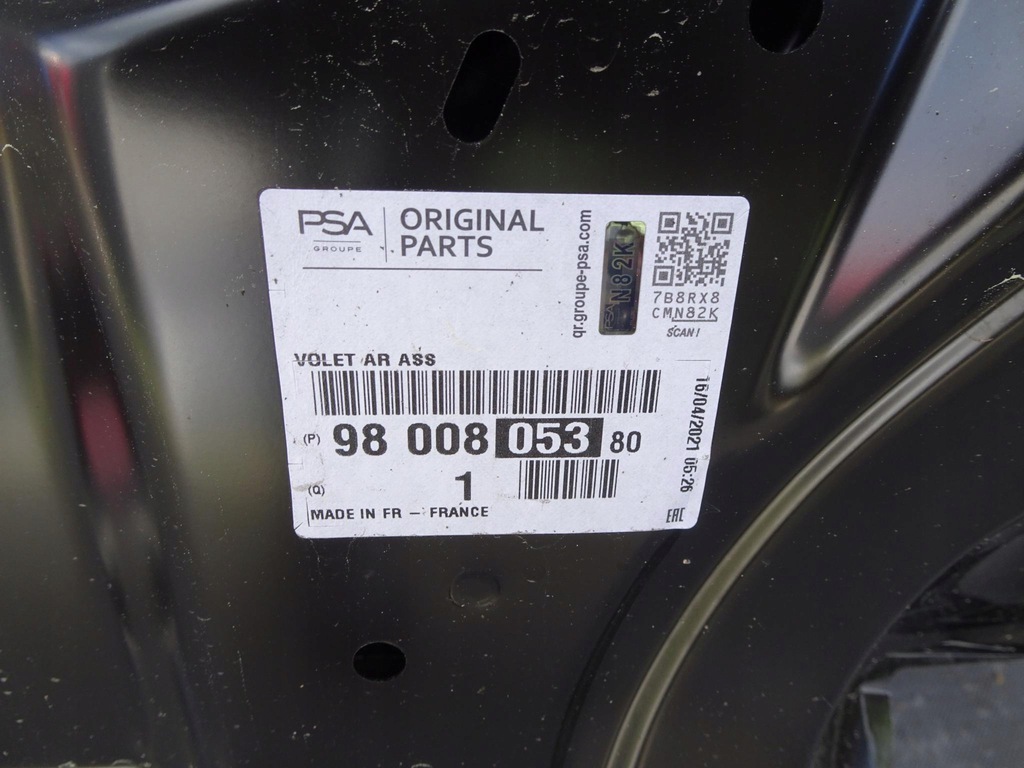 PSA
GROUPE
ORIGINAL
PARTS
qr.groupe-psa.com
PSA N82K
7B8RX8
CMN82K
SCAN!
VOLET AR ASS
(P) 98 008 053 80
(Q) 1
MADE IN FR - FRANCE
16/04/2021 05:26
EAC